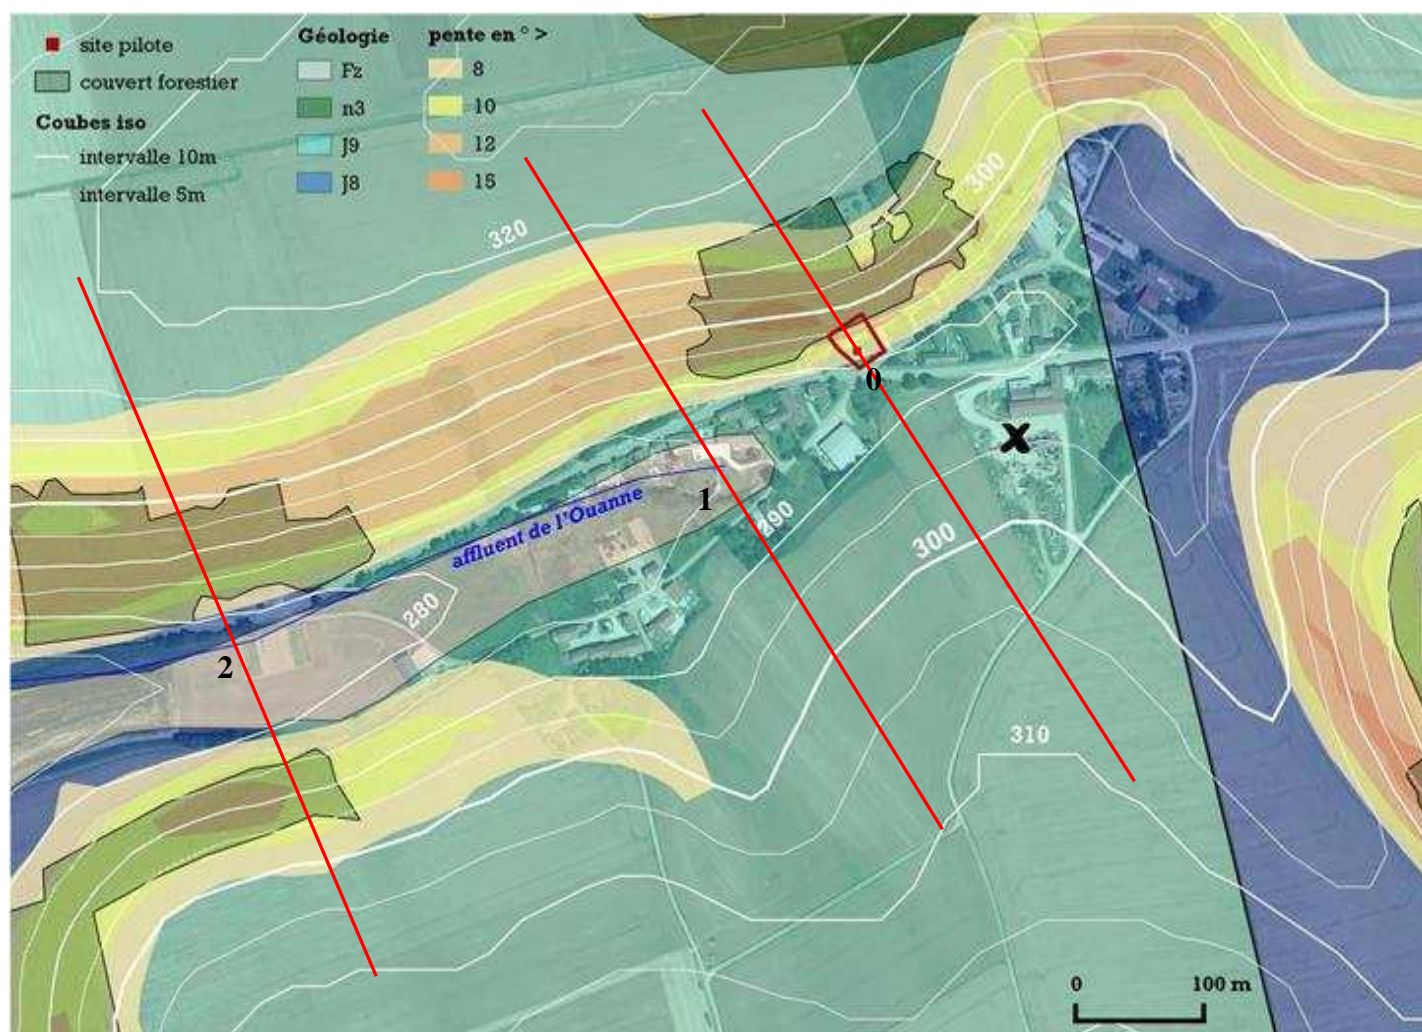 site pilote
couvert forestier
Coubes iso
intervalle 10m
intervalle 5m
Géologie
Fz
n3
J9
J8
pente en ° >
8
10
12
15
320
300
0
X
1
290
300
affluent de l'Ouanne
280
2
310
0 100 m